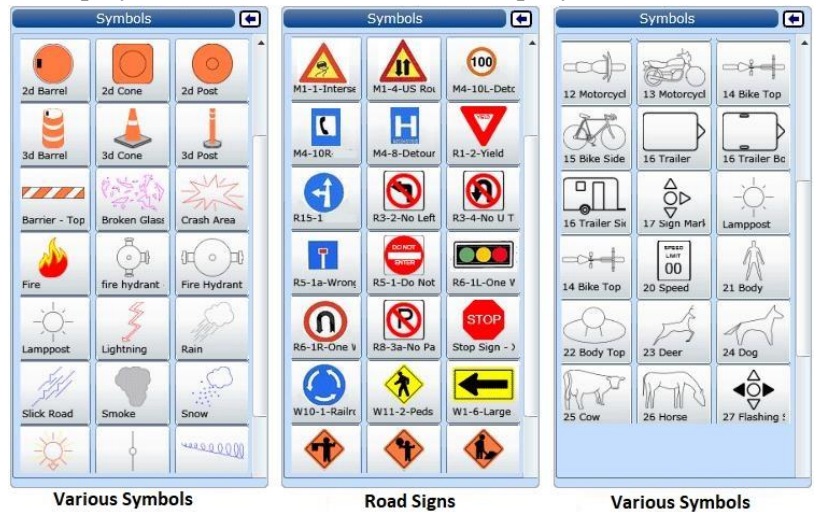 Symbols
2d Barrel 2d Cone 2d Post
3d Barrel 3d Cone 3d Post
Barrier - Top Broken Glass Crash Area
Fire fire hydrant Fire Hydrant
Lamppost Lightning Rain
Slick Road Smoke Snow
Various Symbols
Symbols
100
M1-1-Interse M1-4-US Rou M4-10L-Deto
H
M4-10R M4-8-Detour R1-2-Yield
YIELD
R15-1 R3-2-No Left R3-4-No U T
DO NOT
ENTER
R5-1a-Wrong R5-1-Do Not R6-1L-One W
P
STOP
R6-1R-One W R8-3a-No Pa Stop Sign - X
W10-1-Railro W11-2-Peds W1-6-Large
Road Signs
Symbols
12 Motorcycl 13 Motorcycl 14 Bike Top
15 Bike Side 16 Trailer 16 Trailer Bo
16 Trailer Sid 17 Sign Mark Lamppost
SPEED
LIMIT
00
14 Bike Top 20 Speed 21 Body
22 Body Top 23 Deer 24 Dog
25 Cow 26 Horse 27 Flashing S
Various Symbols